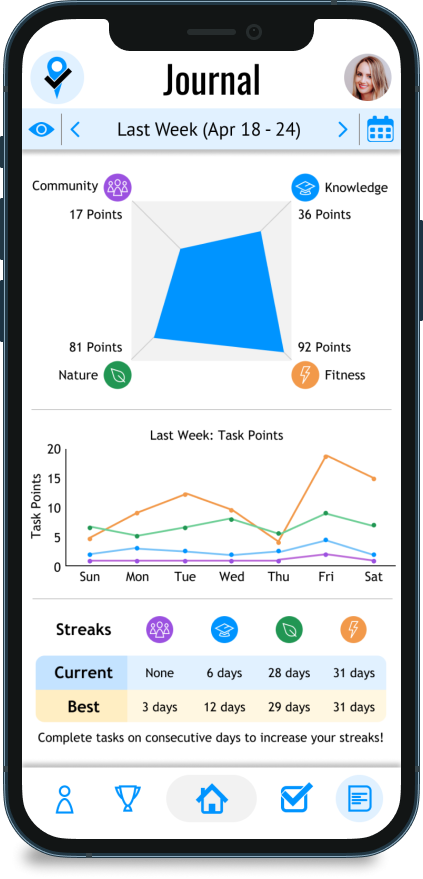 Journal
Last Week (Apr 18 - 24)
Community
Knowledge
17 Points
36 Points
81 Points
92 Points
Nature
Fitness
Last Week: Task Points
Task Points
20
15
10
5
0
Sun Mon Tue Wed Thu Fri Sat
Streaks
Current None 6 days 28 days 31 days
Best 3 days 12 days 29 days 31 days
Complete tasks on consecutive days to increase your streaks!